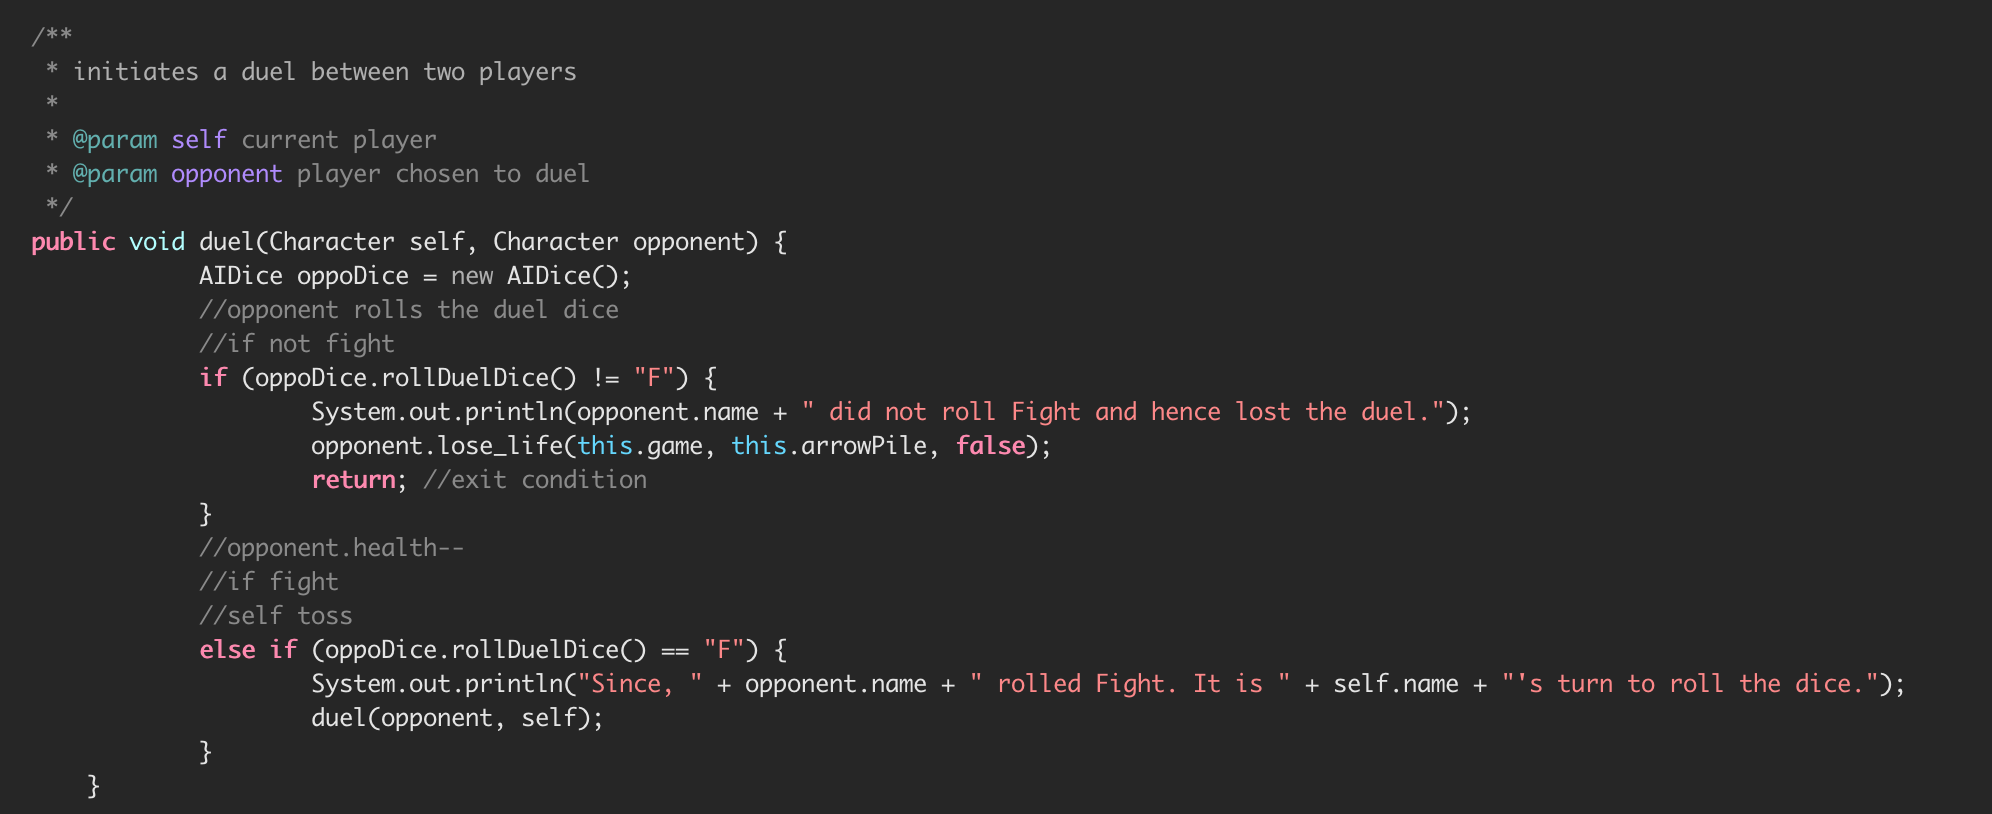 /**
 * initiates a duel between two players
 *
 * @param self current player
 * @param opponent player chosen to duel
 */
public void duel(Character self, Character opponent) {
            AIDice oppoDice = new AIDice();
            //opponent rolls the duel dice
            //if not fight
            if (oppoDice.rollDuelDice() != "F") {
                    System.out.println(opponent.name + " did not roll Fight and hence lost the duel.");
                    opponent.lose_life(this.game, this.arrowPile, false);
                    return; //exit condition
            }
            //opponent.health--
            //if fight
            //self toss
            else if (oppoDice.rollDuelDice() == "F") {
                    System.out.println("Since, " + opponent.name + " rolled Fight. It is " + self.name + "'s turn to roll the dice.");
                    duel(opponent, self);
            }
    }